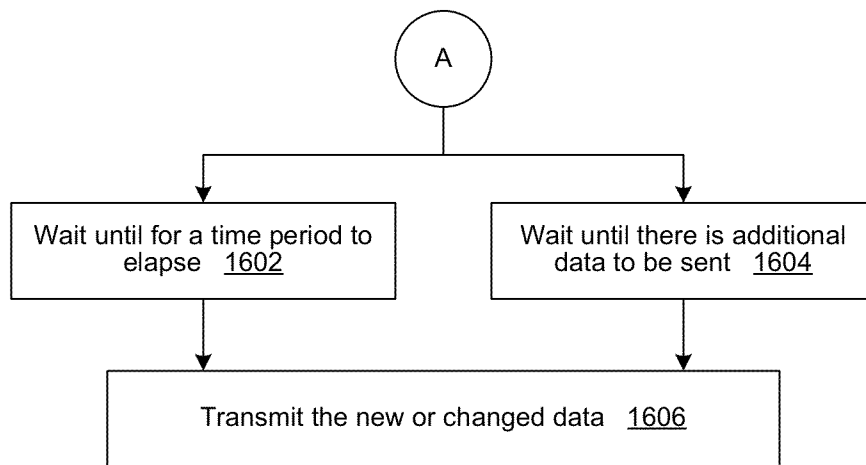 A
Wait until for a time period to
elapse 1602
Wait until there is additional
data to be sent 1604
Transmit the new or changed data 1606